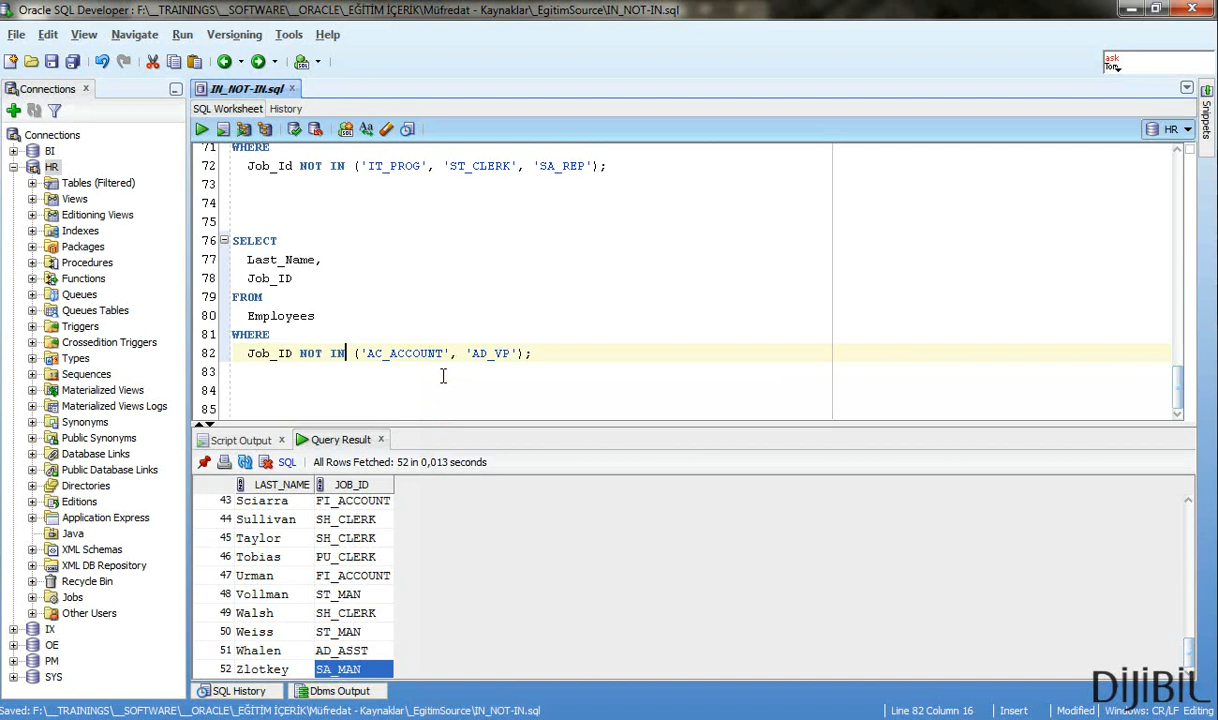 Oracle SQL Developer : F:\__TRAININGS\__SOFTWARE\__ORACLE\_EĞİTİM İÇERİK\Müfredat - Kaynaklar\_EgitimSource\IN_NOT-IN.sql
File Edit View Navigate Run Versioning Tools Help
ask Tom
Connections
IN_NOT-IN.sql
SQL Worksheet History
HR
Snippets
Connections
BI
HR
Tables (Filtered)
Views
Editioning Views
Indexes
Packages
Procedures
Functions
Queues
Queues Tables
Triggers
Crossedition Triggers
Types
Sequences
Materialized Views
Materialized Views Logs
Synonyms
Public Synonyms
Database Links
Public Database Links
Directories
Editions
Application Express
Java
XML Schemas
XML DB Repository
Recycle Bin
Jobs
Other Users
IX
OE
PM
SYS
71 WHERE
72 Job_Id NOT IN ('IT_PROG', 'ST_CLERK', 'SA_REP');
73
74
75
76 SELECT
77 Last_Name,
78 Job_ID
79 FROM
80 Employees
81 WHERE
82 Job_ID NOT IN ('AC_ACCOUNT', 'AD_VP');
83
84
85
Script Output Query Result
SQL All Rows Fetched: 52 in 0,013 seconds
LAST_NAME JOB_ID
43 Sciarra FI_ACCOUNT
44 Sullivan SH_CLERK
45 Taylor SH_CLERK
46 Tobias PU_CLERK
47 Urman FI_ACCOUNT
48 Vollman ST_MAN
49 Walsh SH_CLERK
50 Weiss ST_MAN
51 Whalen AD_ASST
52 Zlotkey SA_MAN
SQL History Dbms Output
DijiBiL
Saved: F:\__TRAININGS\__SOFTWARE\__ORACLE\_EĞİTİM İÇERİK\Müfredat - Kaynaklar\_EgitimSource\IN_NOT-IN.sql
Line 82 Column 16 Insert Modified Windows: CR/LF Editing